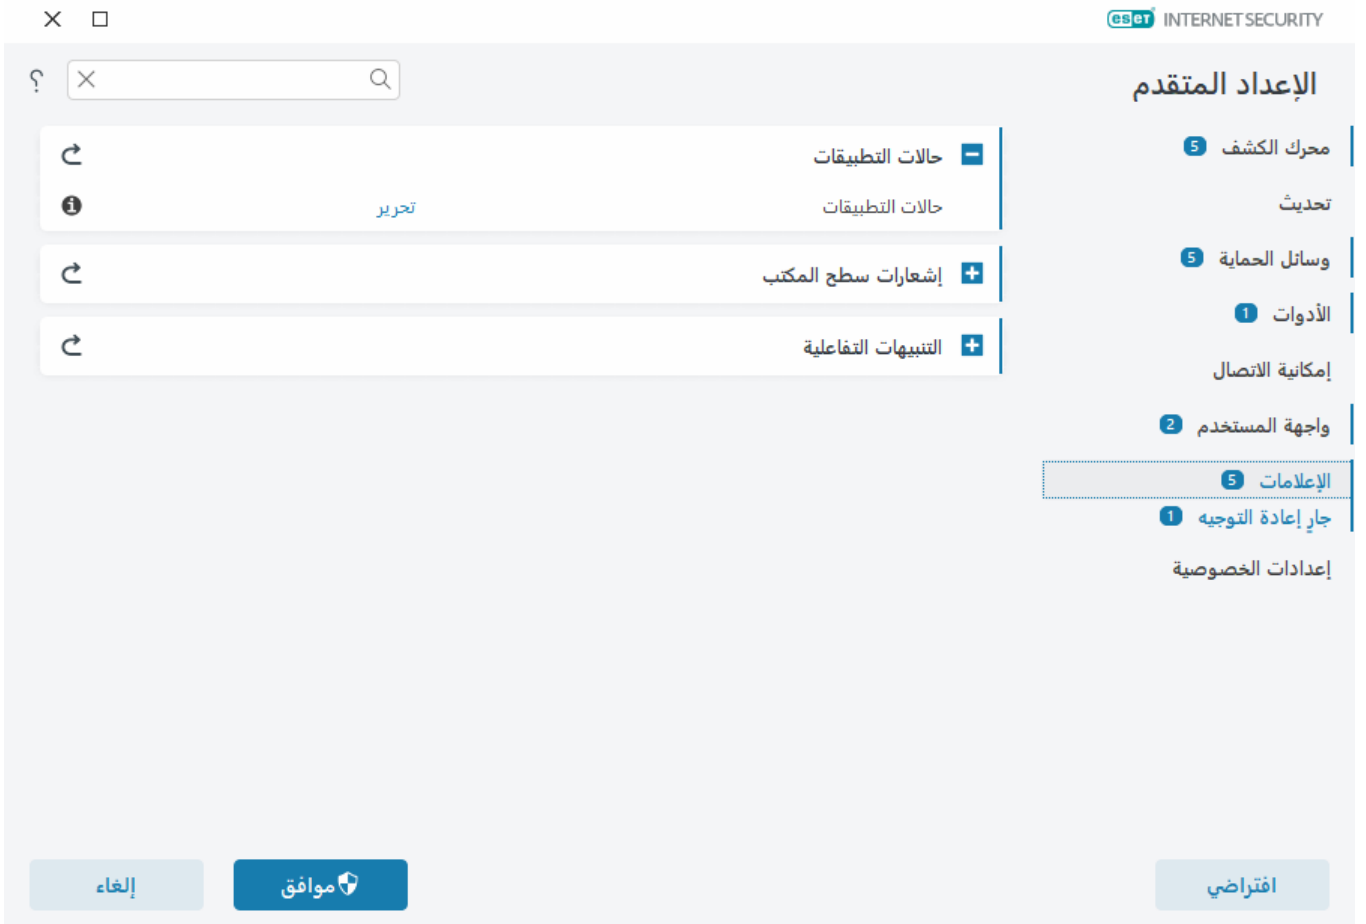 eset INTERNET SECURITY
الإعداد المتقدم
؟
محرك الكشف 5
تحديث
وسائل الحماية 5
الأدوات 1
إمكانية الاتصال
واجهة المستخدم 2
الإعلامات 5
جارٍ إعادة التوجيه 1
إعدادات الخصوصية
حالات التطبيقات
حالات التطبيقات تحرير
إشعارات سطح المكتب
التنبيهات التفاعلية
افتراضي
موافق
إلغاء